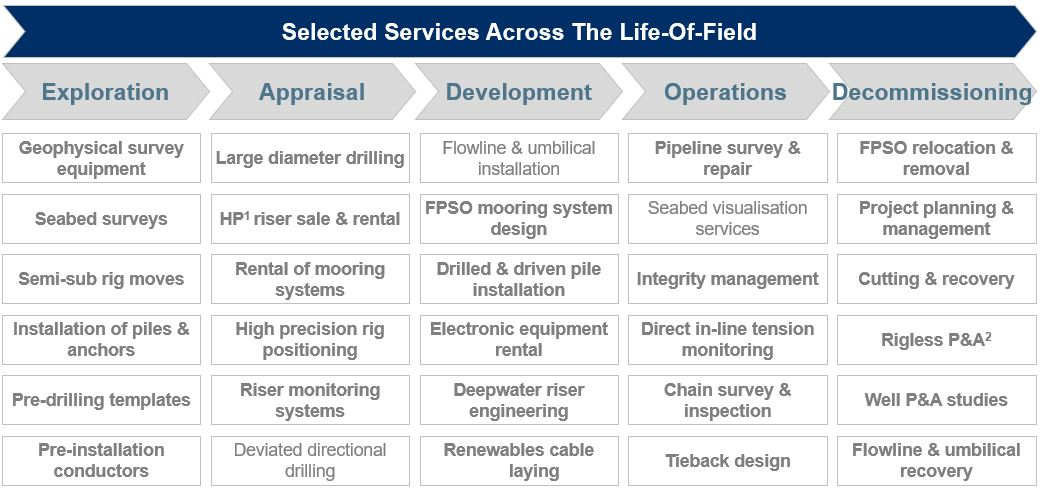 Selected Services Across The Life-Of-Field
Exploration
Appraisal
Development
Operations
Decommissioning
Geophysical survey
equipment
Large diameter drilling
Flowline & umbilical
installation
Pipeline survey &
repair
FPSO relocation &
removal
Seabed surveys
HP¹ riser sale & rental
FPSO mooring system
design
Seabed visualisation
services
Project planning &
management
Semi-sub rig moves
Rental of mooring
systems
Drilled & driven pile
installation
Integrity management
Cutting & recovery
Installation of piles &
anchors
High precision rig
positioning
Electronic equipment
rental
Direct in-line tension
monitoring
Rigless P&A²
Pre-drilling templates
Riser monitoring
systems
Deepwater riser
engineering
Chain survey &
inspection
Well P&A studies
Pre-installation
conductors
Deviated directional
drilling
Renewables cable
laying
Tieback design
Flowline & umbilical
recovery